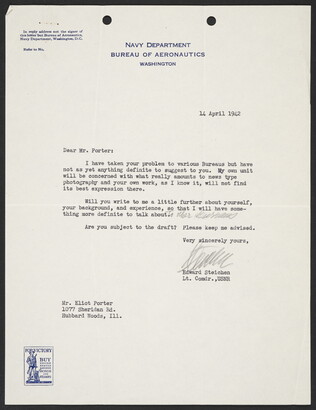 In reply address not the signer of
this letter but Bureau of Aeronautics,
Navy Department, Washington, D.C.
Refer to No.
NAVY DEPARTMENT
BUREAU OF AERONAUTICS
WASHINGTON
14 April 1942
Dear Mr. Porter:
I have taken your problem to various Bureaus but have
not as yet anything definite to suggest to you. My own unit
will be concerned with what really amounts to news type
photography and your own work, as I know it, will not find
its best expression there.
Will you write to me a little further about yourself,
your background, and experience, so that I will have some-
thing more definite to talk about.
Are you subject to the draft? Please keep me advised.
Very sincerely yours,
Steichen
Edward Steichen
Lt. Comdr., USNR
Mr. Eliot Porter
1077 Sheridan Rd.
Hubbard Woods, Ill.
FOR VICTORY
BUY
UNITED
STATES